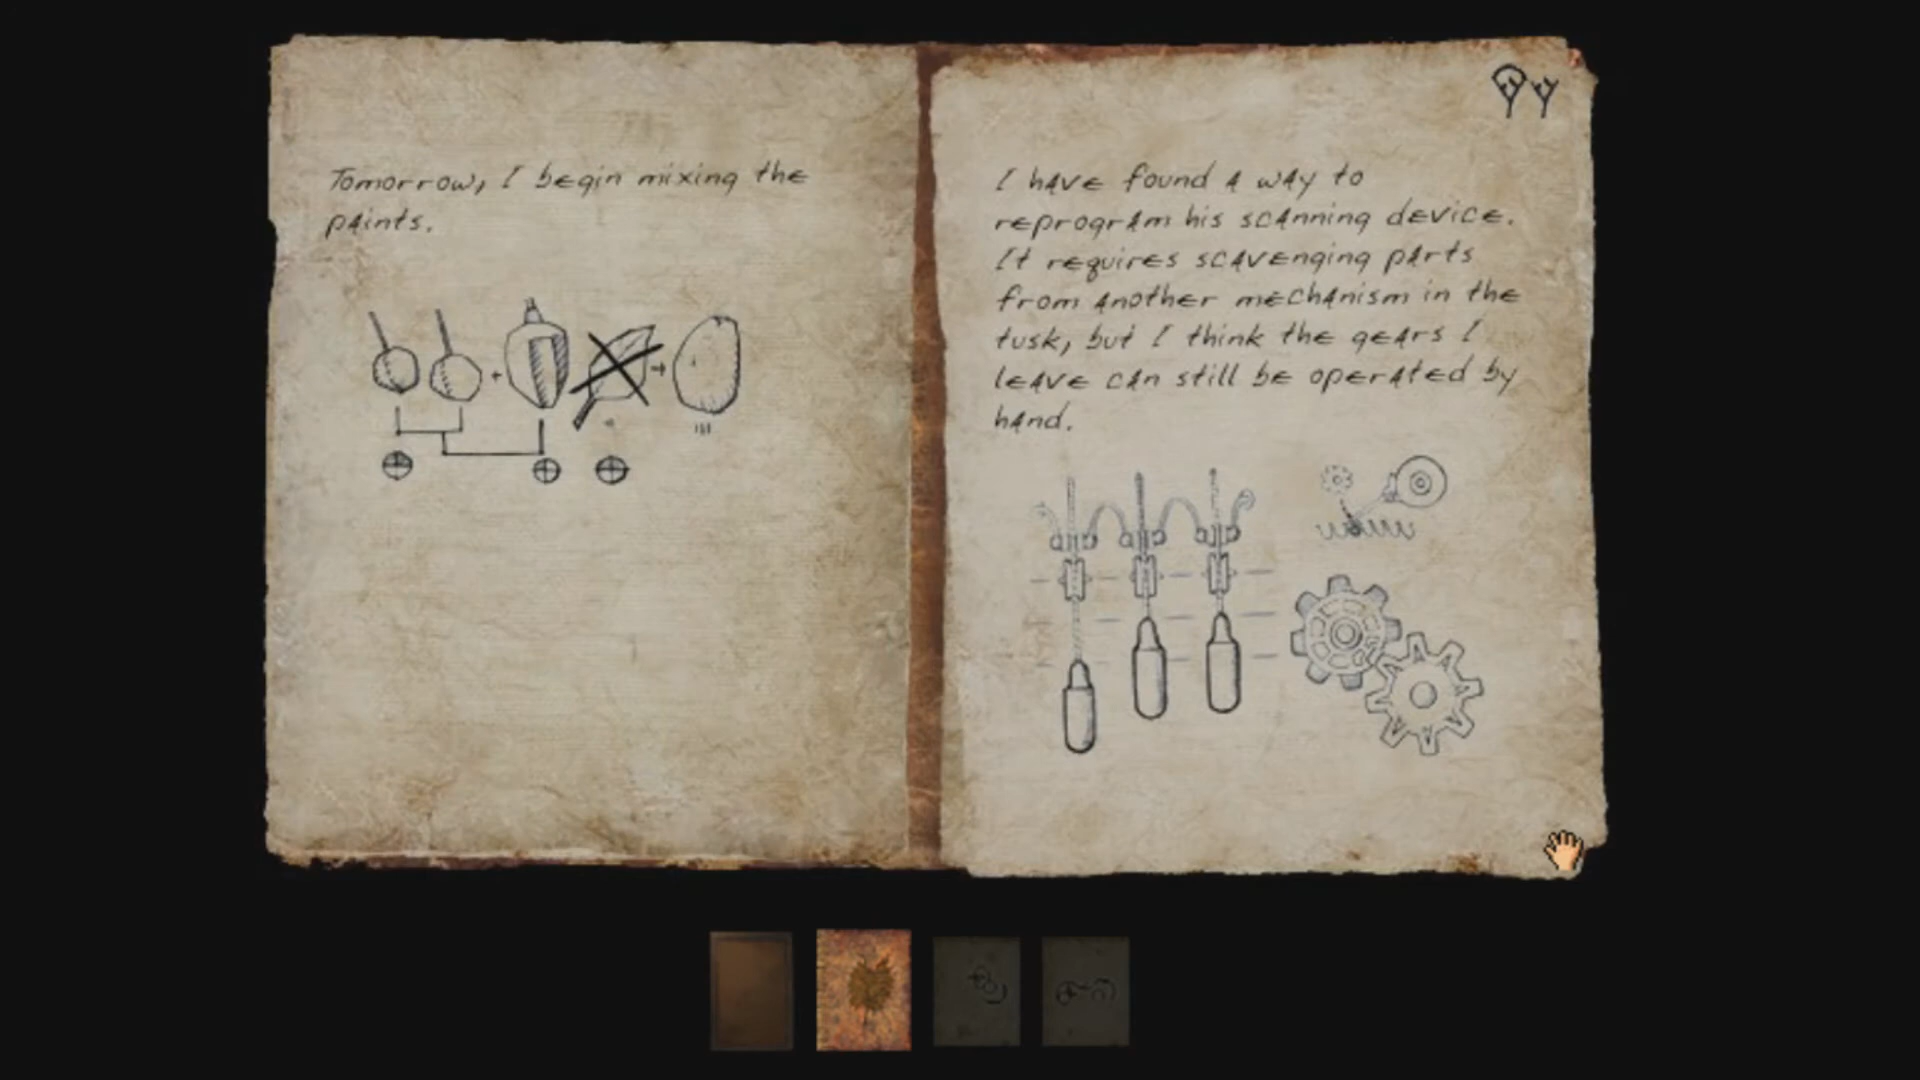 Tomorrow, I begin mixing the
paints.
I have found a way to
reprogram his scanning device.
It requires scavenging parts
from another mechanism in the
tusk, but I think the gears I
leave can still be operated by
hand.